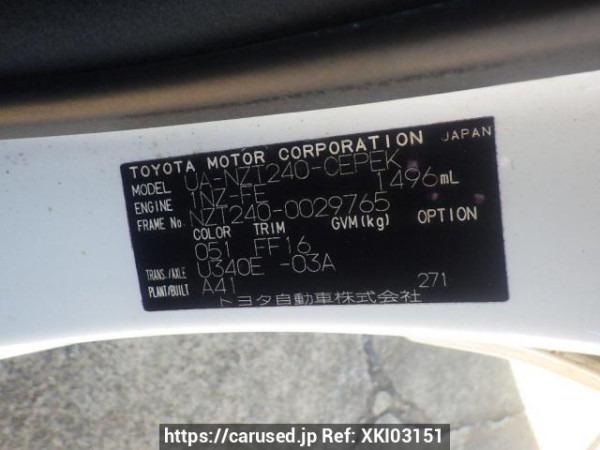 TOYOTA MOTOR CORPORATION JAPAN
MODEL UA-NZT240-CEPEK
ENGINE 1NZ-FE 1496mL
FRAME No. NZT240-0029765
COLOR TRIM GVM(kg) OPTION
051 FF16
TRANS./AXLE U340E -03A
PLANT/BUILT A41 271
トヨタ自動車株式会社
https://carused.jp Ref: XKI03151